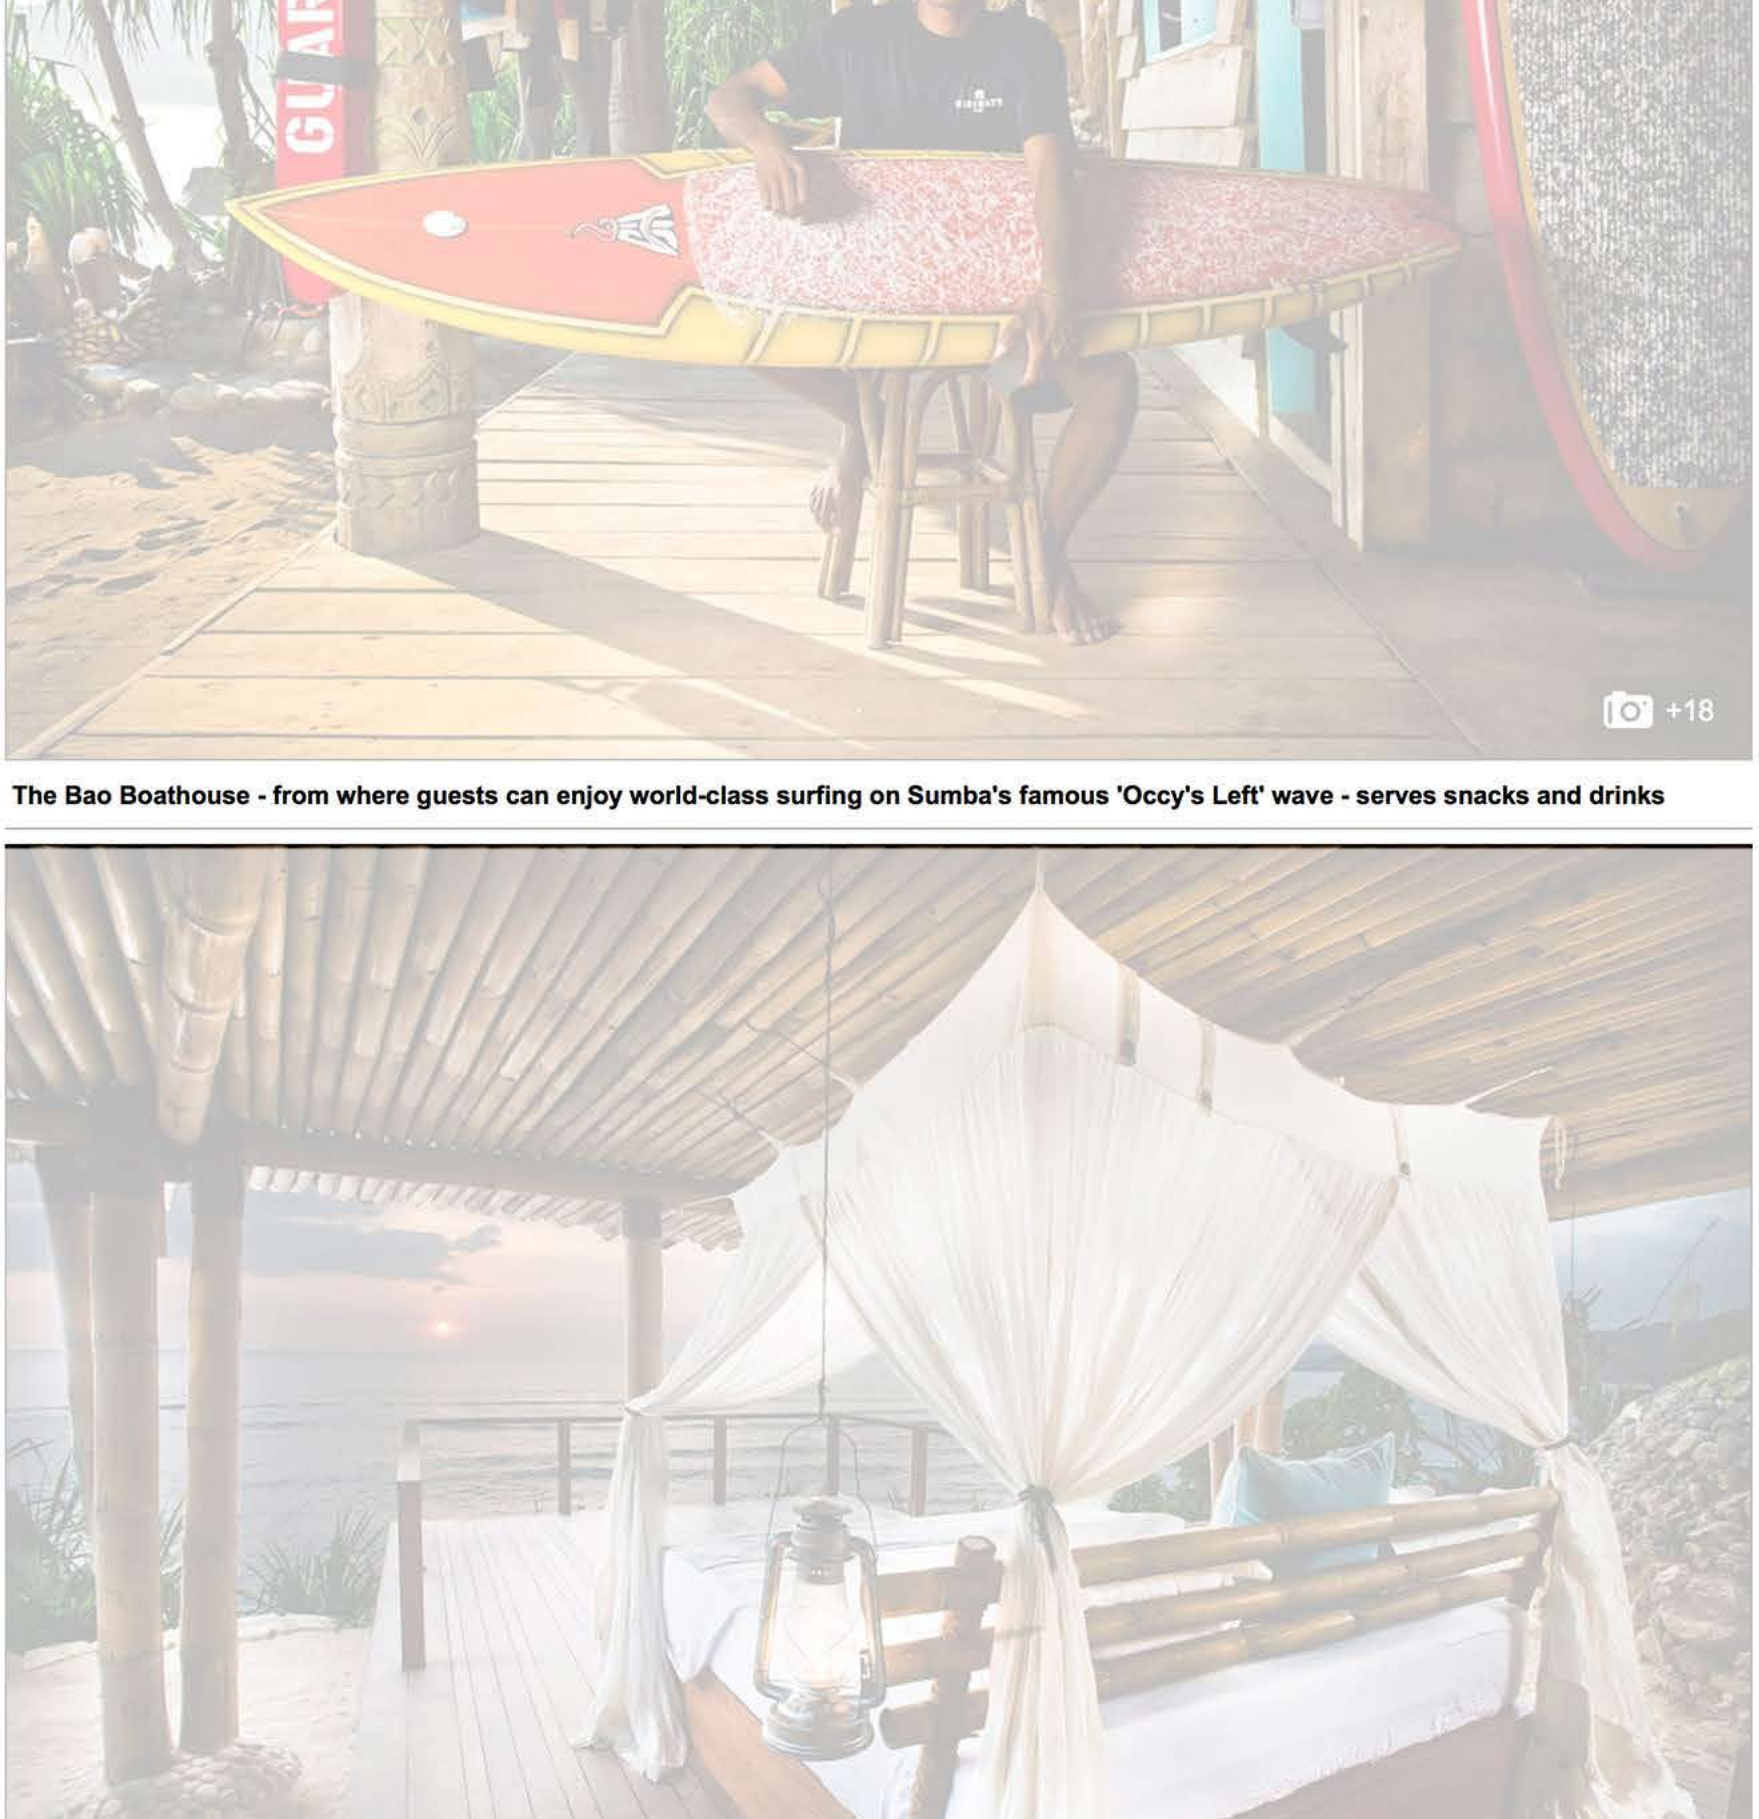 GUAR
NIHIWATU
+18
The Bao Boathouse - from where guests can enjoy world-class surfing on Sumba's famous 'Occy's Left' wave - serves snacks and drinks